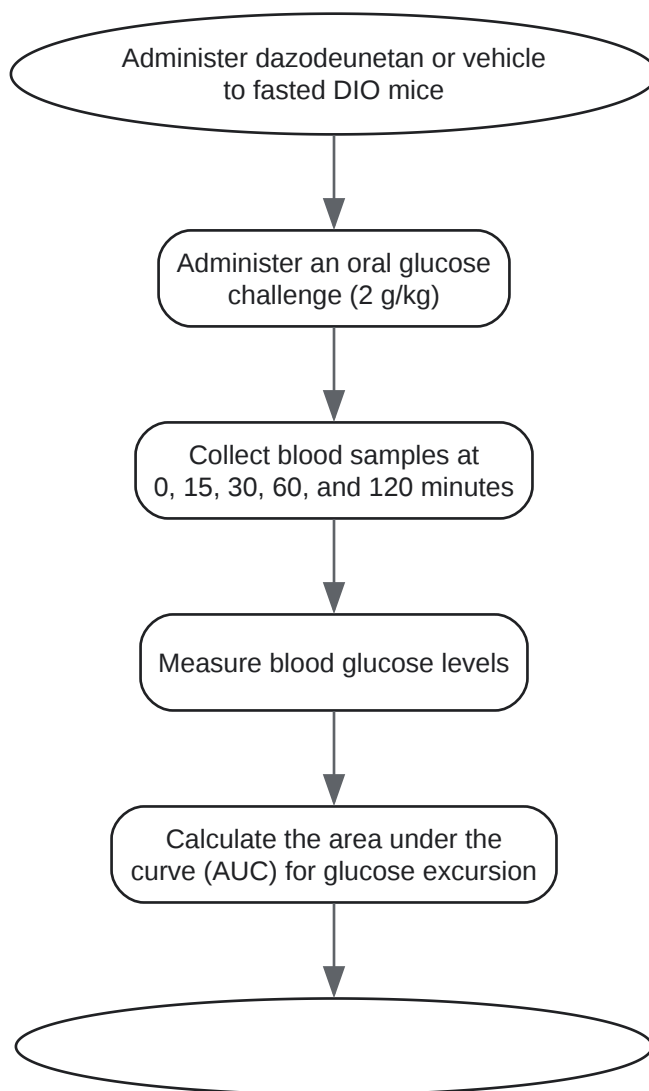 Administer dazodeunetan or vehicle
to fasted DIO mice
Administer an oral glucose
challenge (2 g/kg)
Collect blood samples at
0, 15, 30, 60, and 120 minutes
Measure blood glucose levels
Calculate the area under the
curve (AUC) for glucose excursion